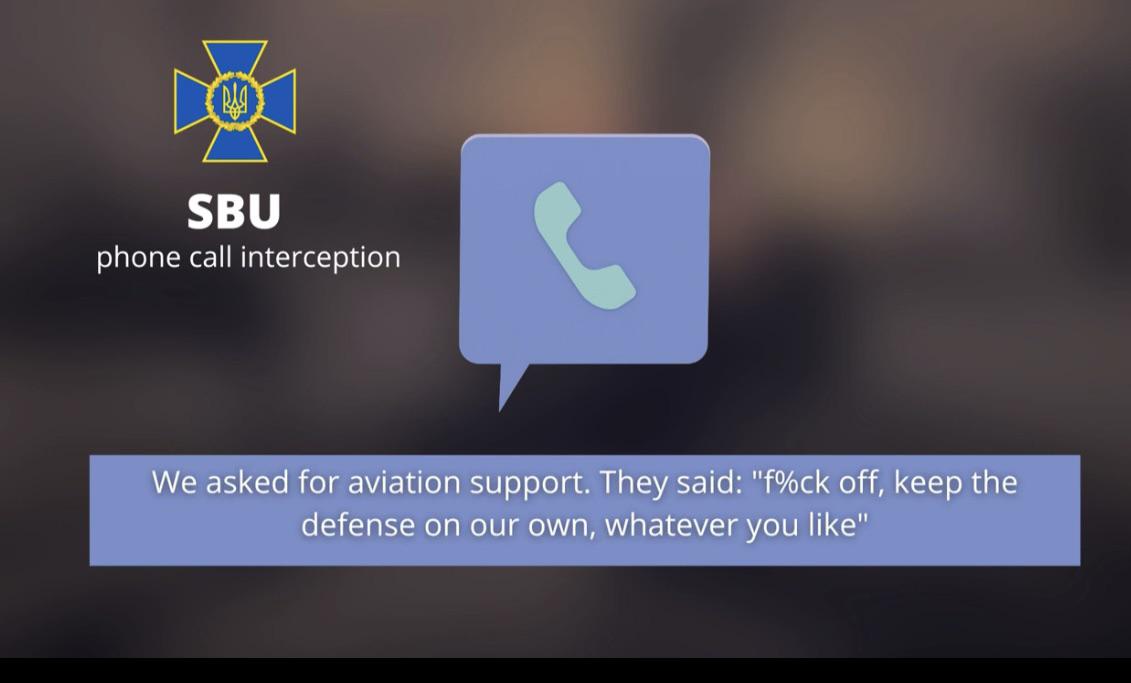 SBU
phone call interception
We asked for aviation support. They said: "f%ck off, keep the
defense on our own, whatever you like"